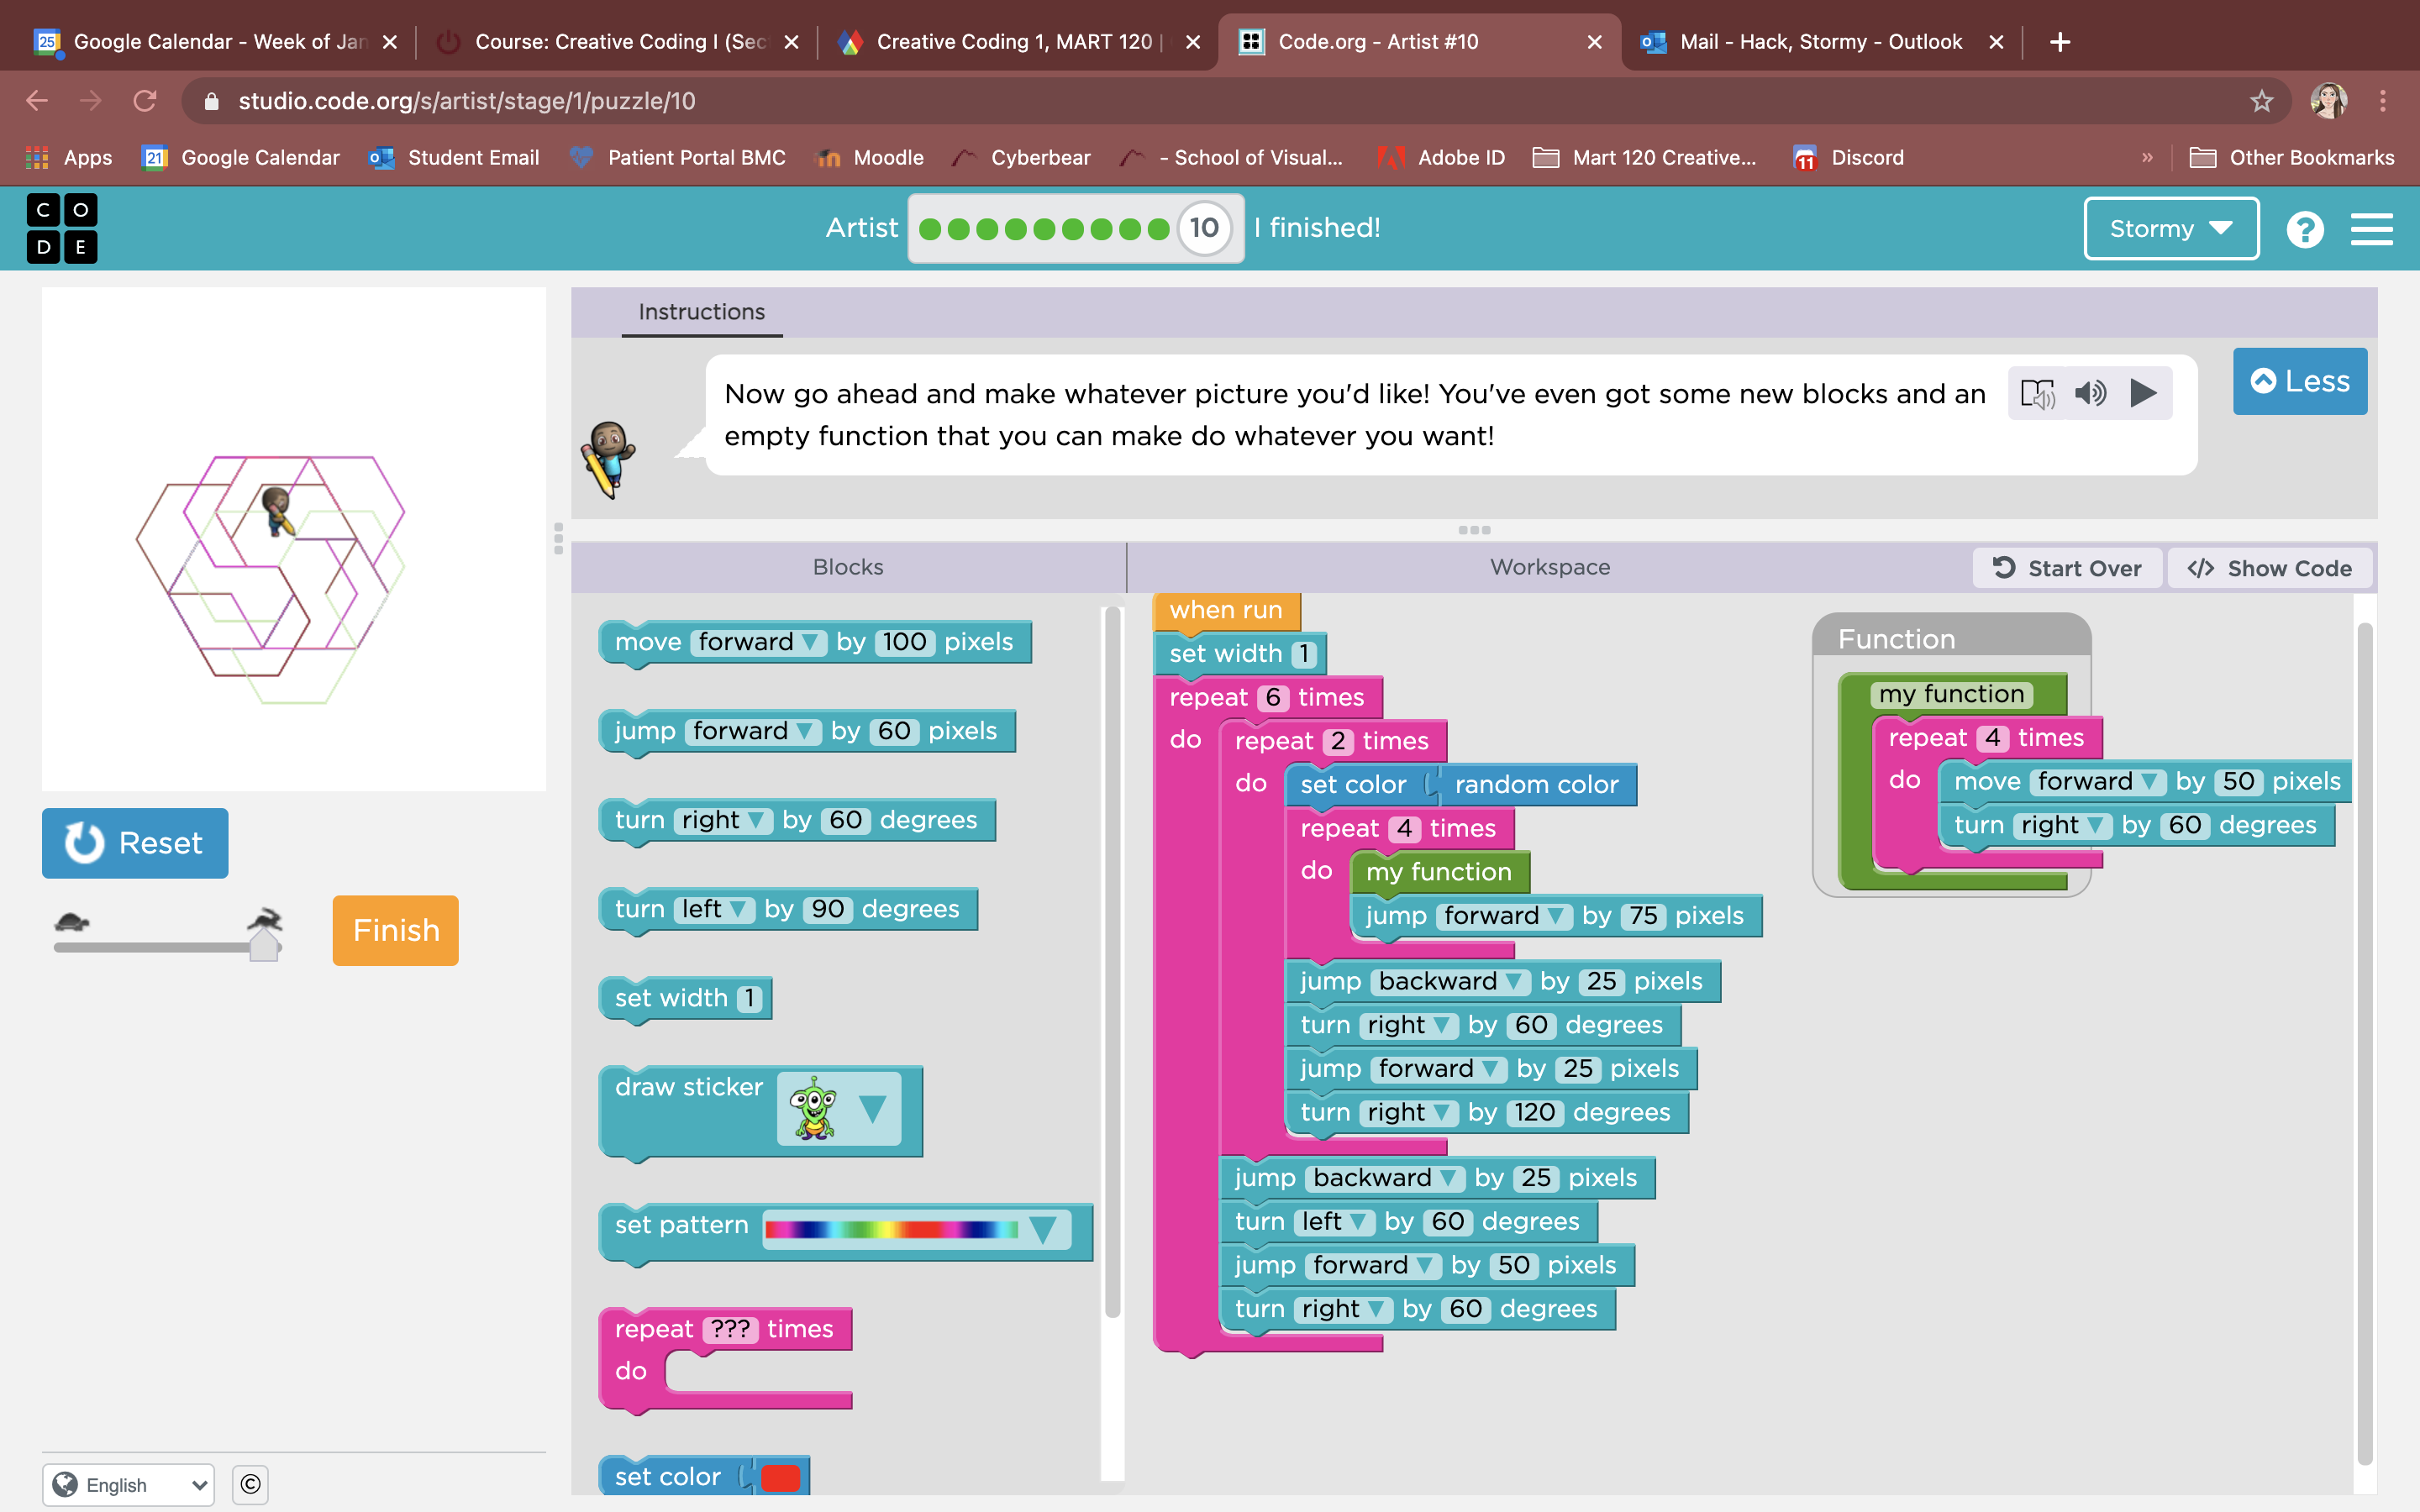 25 Google Calendar - Week of Jan
Course: Creative Coding I (Sec
Creative Coding 1, MART 120 |
Code.org - Artist #10
Mail - Hack, Stormy - Outlook
studio.code.org/s/artist/stage/1/puzzle/10
Apps
21 Google Calendar
Student Email
Patient Portal BMC
Moodle
Cyberbear
- School of Visual...
Adobe ID
Mart 120 Creative...
11 Discord
»
Other Bookmarks
C O
D E
Artist
10
I finished!
Stormy
?
Instructions
Now go ahead and make whatever picture you'd like! You've even got some new blocks and an
empty function that you can make do whatever you want!
Less
Blocks
Workspace
Start Over
</> Show Code
Reset
Finish
move forward by 100 pixels
jump forward by 60 pixels
turn right by 60 degrees
turn left by 90 degrees
set width 1
draw sticker
set pattern
repeat ??? times
do
set color
when run
set width 1
repeat 6 times
do repeat 2 times
do set color random color
repeat 4 times
do my function
jump forward by 75 pixels
jump backward by 25 pixels
turn right by 60 degrees
jump forward by 25 pixels
turn right by 120 degrees
jump backward by 25 pixels
turn left by 60 degrees
jump forward by 50 pixels
turn right by 60 degrees
Function
my function
repeat 4 times
do move forward by 50 pixels
turn right by 60 degrees
English
©